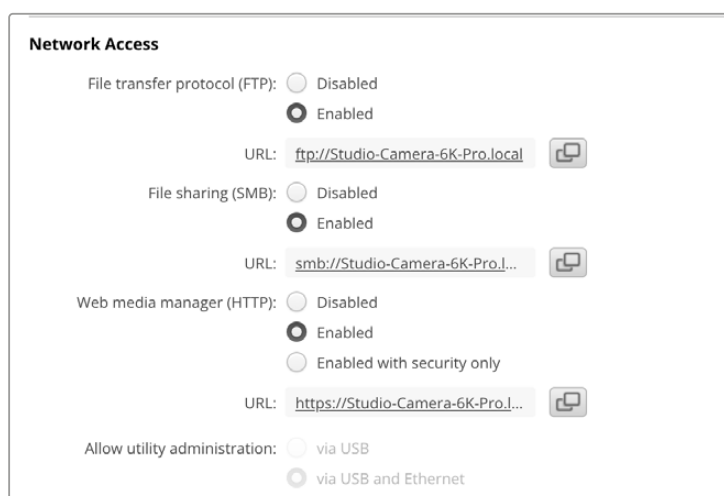 Network Access
File transfer protocol (FTP): Disabled
Enabled
URL: ftp://Studio-Camera-6K-Pro.local
File sharing (SMB): Disabled
Enabled
URL: smb://Studio-Camera-6K-Pro.l...
Web media manager (HTTP): Disabled
Enabled
Enabled with security only
URL: https://Studio-Camera-6K-Pro.l...
Allow utility administration: via USB
via USB and Ethernet